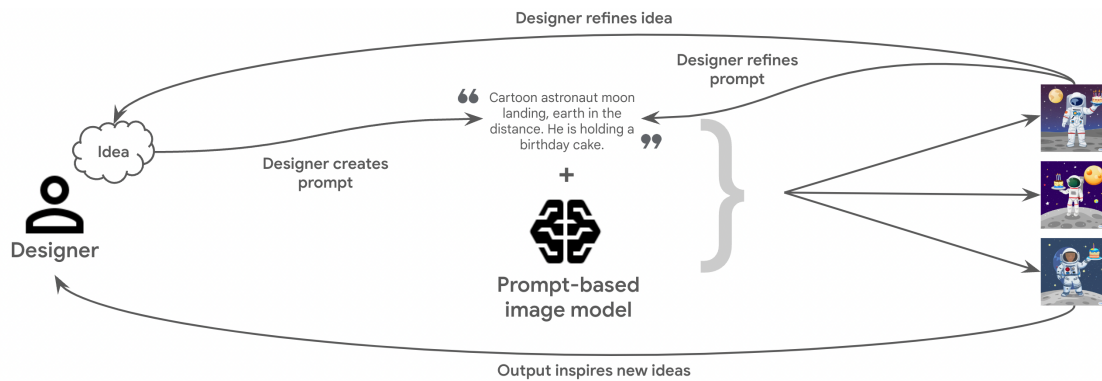 Designer refines idea
Designer refines
prompt
“ Cartoon astronaut moon
landing, earth in the
distance. He is holding a
birthday cake. ”
Idea
Designer creates
prompt
+
Designer
Prompt-based
image model
Output inspires new ideas